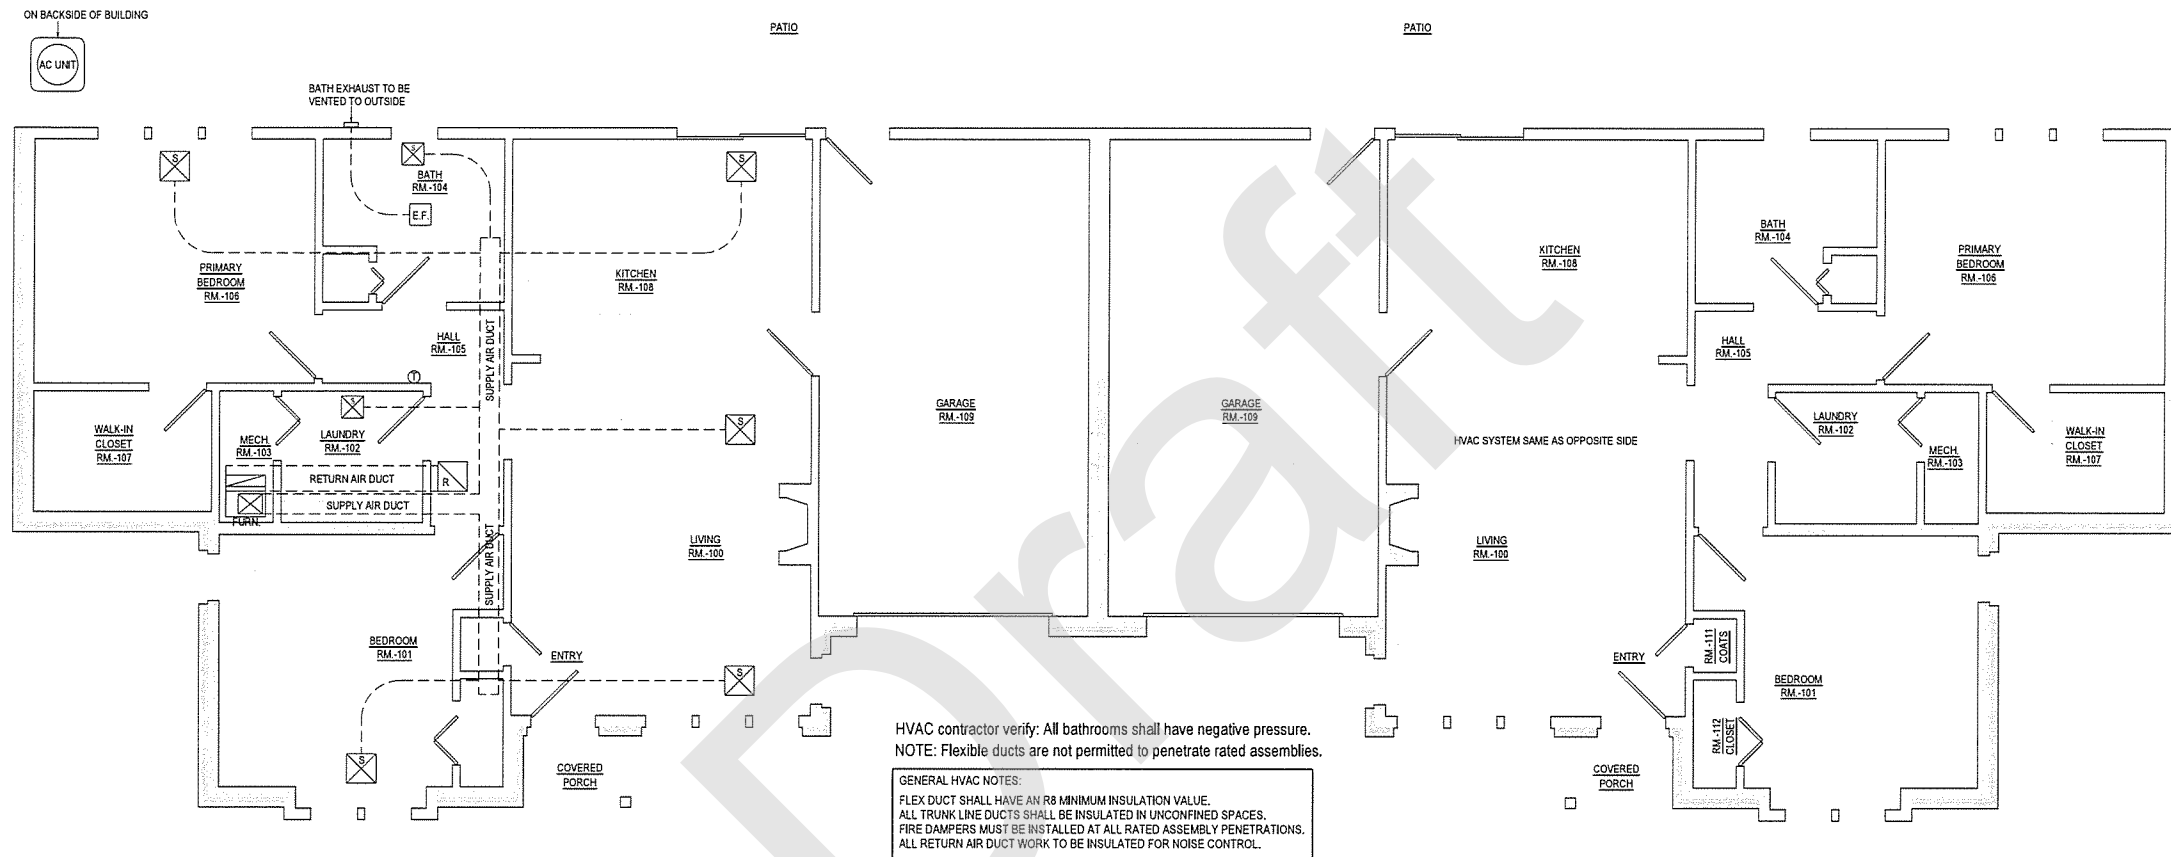 ON BACKSIDE OF BUILDING
AC UNIT
PATIO
PATIO
BATH EXHAUST TO BE
VENTED TO OUTSIDE
S
S
BATH
RM.-104
E.F.
S
PRIMARY
BEDROOM
RM.-106
KITCHEN
RM.-108
HALL
RM.-105
SUPPLY AIR DUCT
T
S
WALK-IN
CLOSET
RM.-107
MECH.
RM.-103
LAUNDRY
RM.-102
S
RETURN AIR DUCT
R
SUPPLY AIR DUCT
FURN.
SUPPLY AIR DUCT
LIVING
RM.-100
BEDROOM
RM.-101
ENTRY
S
S
COVERED
PORCH
GARAGE
RM.-109
GARAGE
RM.-109
KITCHEN
RM.-108
BATH
RM.-104
PRIMARY
BEDROOM
RM.-106
HALL
RM.-105
HVAC SYSTEM SAME AS OPPOSITE SIDE
LAUNDRY
RM.-102
MECH.
RM.-103
WALK-IN
CLOSET
RM.-107
LIVING
RM.-100
ENTRY
RM.-111
COATS
BEDROOM
RM.-101
RM.-112
CLOSET
COVERED
PORCH
HVAC contractor verify: All bathrooms shall have negative pressure.
NOTE: Flexible ducts are not permitted to penetrate rated assemblies.
GENERAL HVAC NOTES:
FLEX DUCT SHALL HAVE AN R8 MINIMUM INSULATION VALUE.
ALL TRUNK LINE DUCTS SHALL BE INSULATED IN UNCONFINED SPACES.
FIRE DAMPERS MUST BE INSTALLED AT ALL RATED ASSEMBLY PENETRATIONS.
ALL RETURN AIR DUCT WORK TO BE INSULATED FOR NOISE CONTROL.
Draft